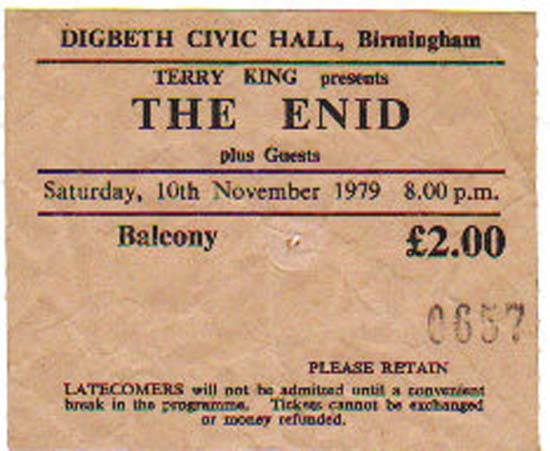 DIGBETH CIVIC HALL, Birmingham
TERRY KING presents
THE ENID
plus Guests
Saturday, 10th November 1979 8.00 p.m.
Balcony £2.00
0657
PLEASE RETAIN
LATECOMERS will not be admitted until a convenient
break in the programme. Tickets cannot be exchanged
or money refunded.